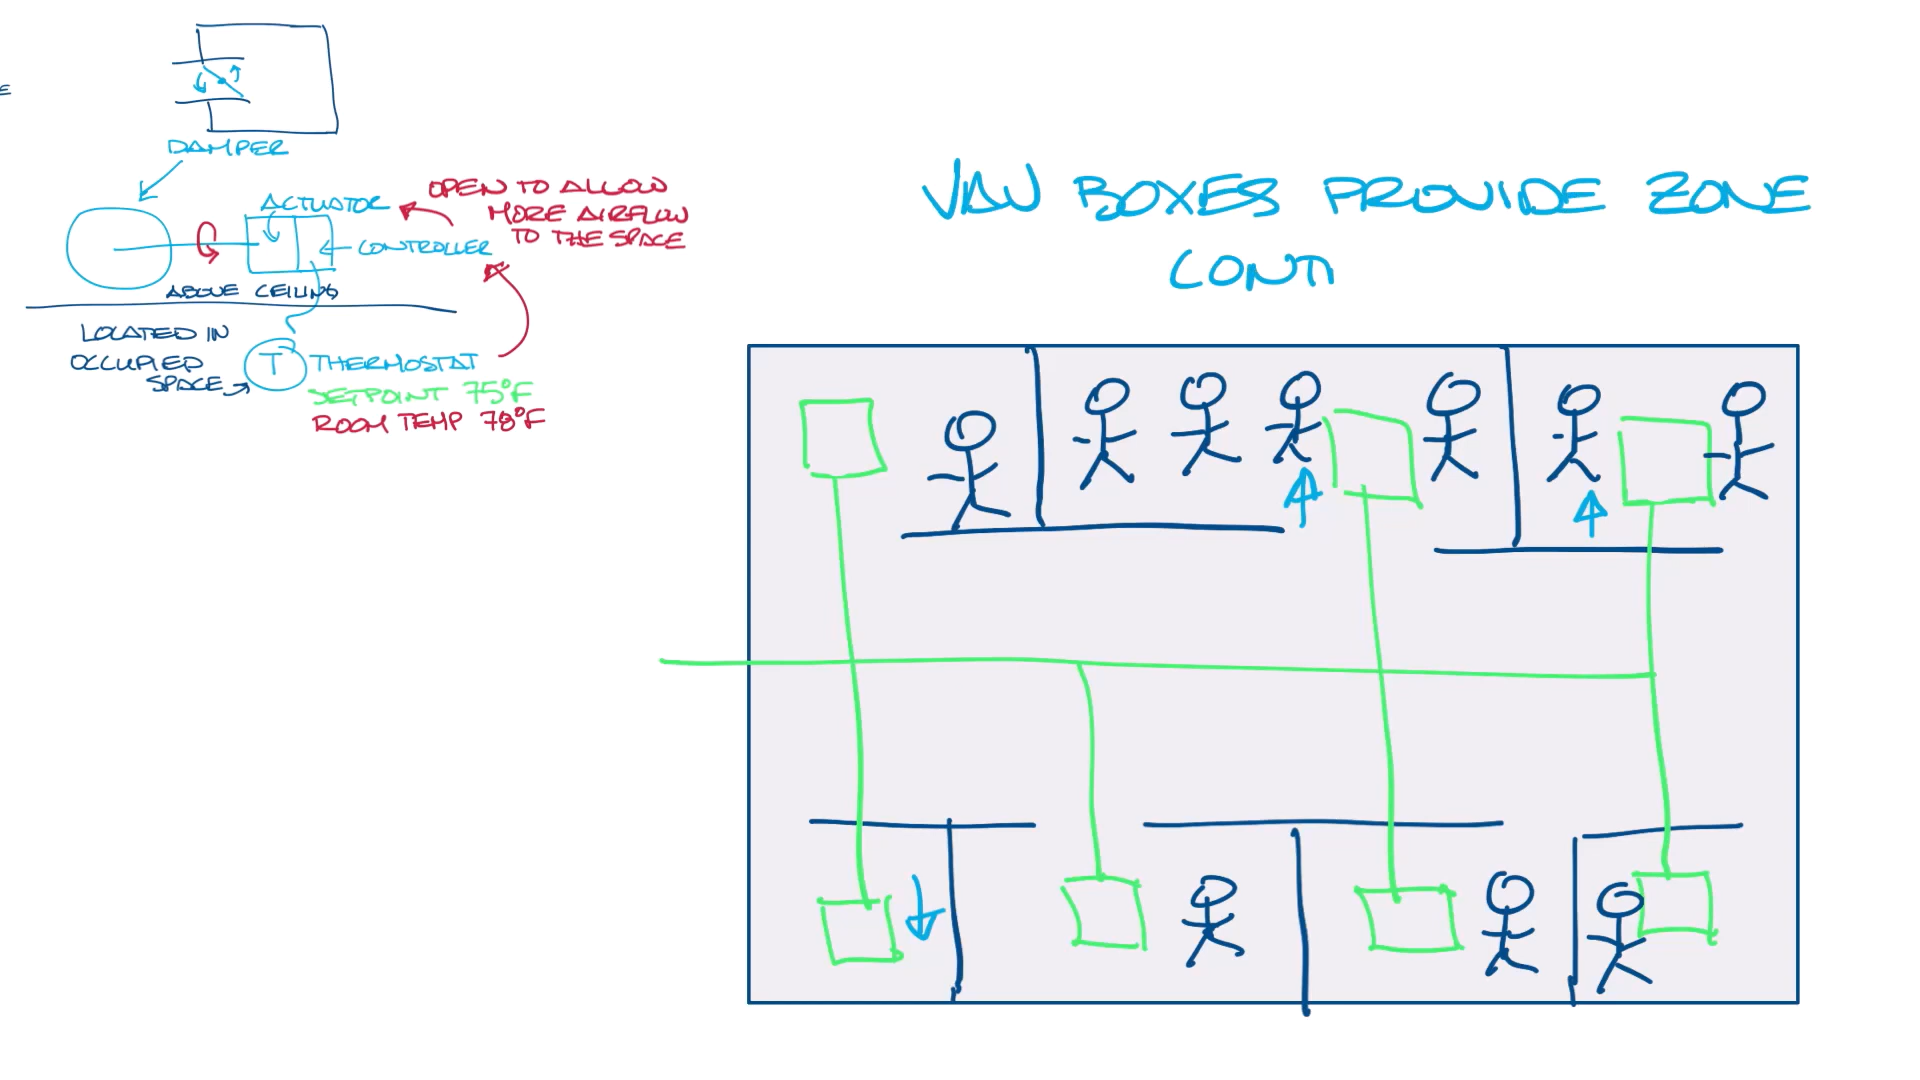 DAMPER
ACTUATOR
CONTROLLER
OPEN TO ALLOW
MORE AIRFLOW
TO THE SPACE
ABOVE CEILING
LOCATED IN
OCCUPIED
SPACE
T
THERMOSTAT
SETPOINT 75°F
ROOM TEMP 78°F
VAV BOXES PROVIDE ZONE
CONT